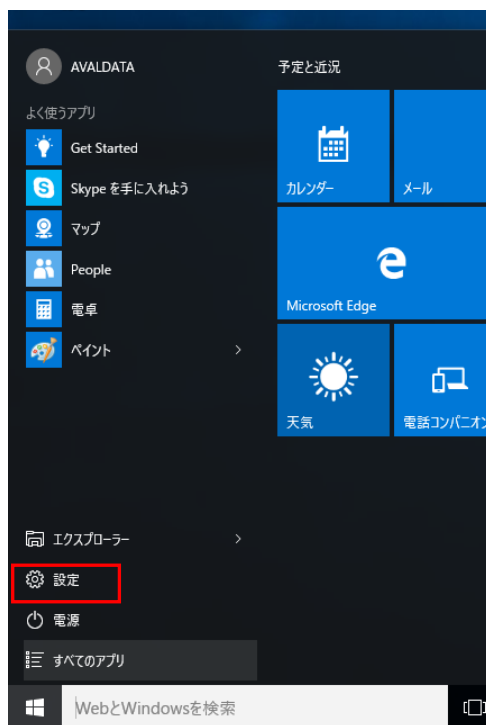 AVALDATA
よく使うアプリ
Get Started
Skype を手に入れよう
マップ
People
電卓
ペイント
エクスプローラー
設定
電源
すべてのアプリ
WebとWindowsを検索
予定と近況
カレンダー
メール
Microsoft Edge
天気
電話コンパニオン